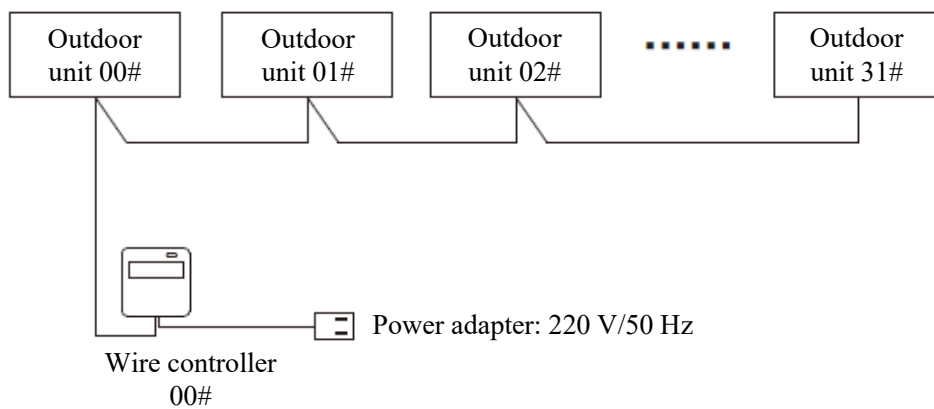 Outdoor
unit 00#
Outdoor
unit 01#
Outdoor
unit 02#
Outdoor
unit 31#
Power adapter: 220 V/50 Hz
Wire controller
00#